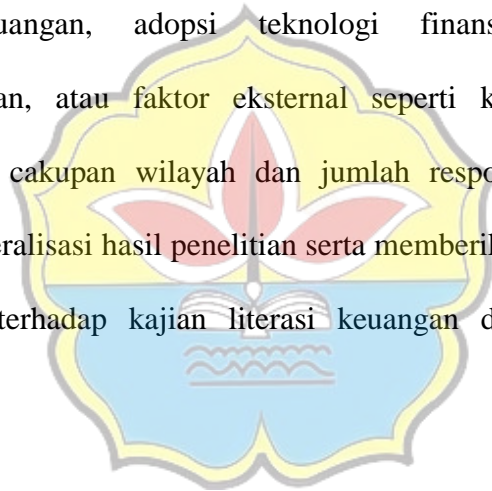 uangan, adopsi teknologi finans
an, atau faktor eksternal seperti k
cakupan wilayah dan jumlah respo
eralisasi hasil penelitian serta memberi
terhadap kajian literasi keuangan d